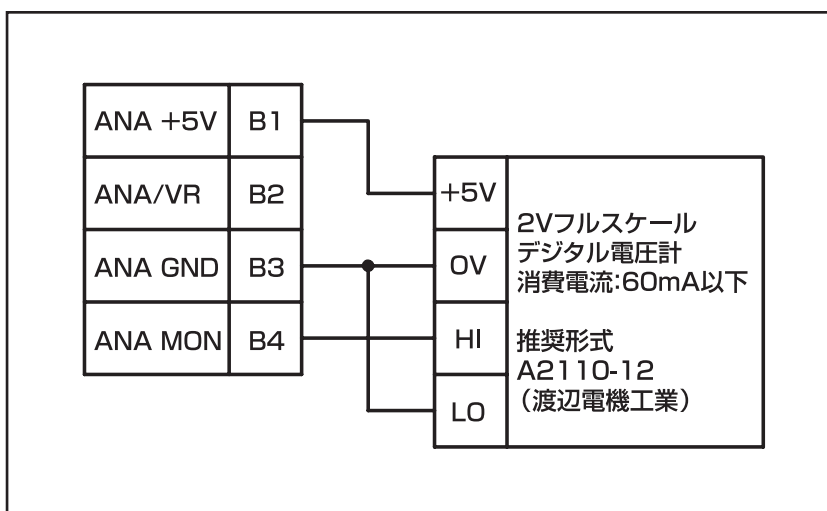 ANA +5V B1
ANA/VR B2
ANA GND B3
ANA MON B4
+5V
0V
HI
LO
2Vフルスケール
デジタル電圧計
消費電流:60mA以下
推奨形式
A2110-12
(渡辺電機工業)